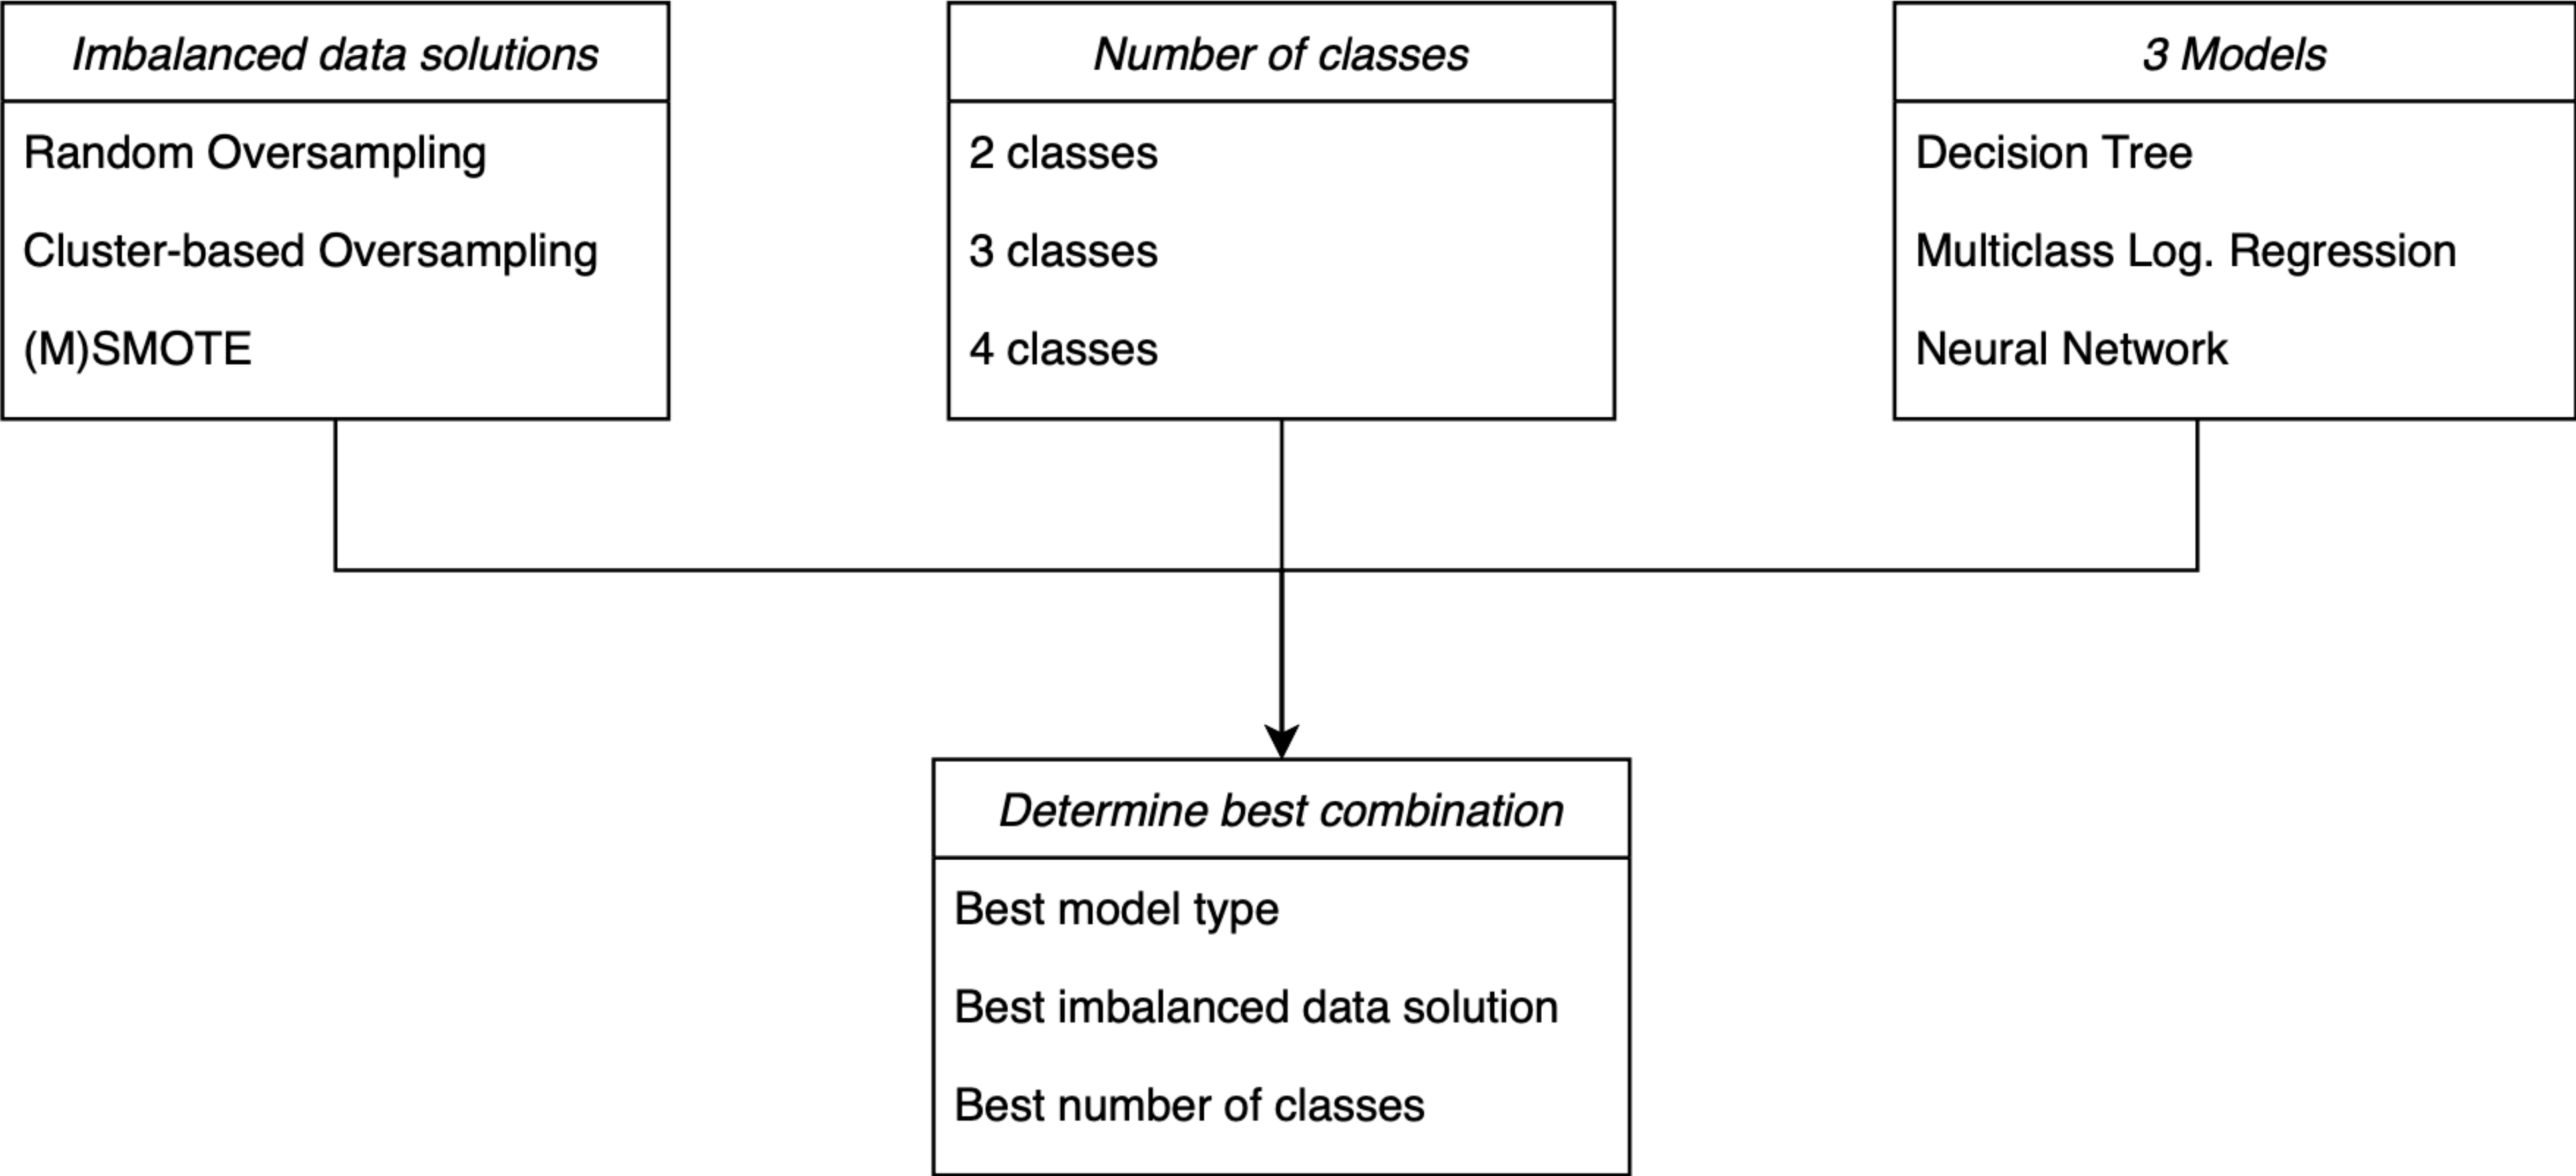 Imbalanced data solutions
Random Oversampling
Cluster-based Oversampling
(M)SMOTE
Number of classes
2 classes
3 classes
4 classes
3 Models
Decision Tree
Multiclass Log. Regression
Neural Network
Determine best combination
Best model type
Best imbalanced data solution
Best number of classes